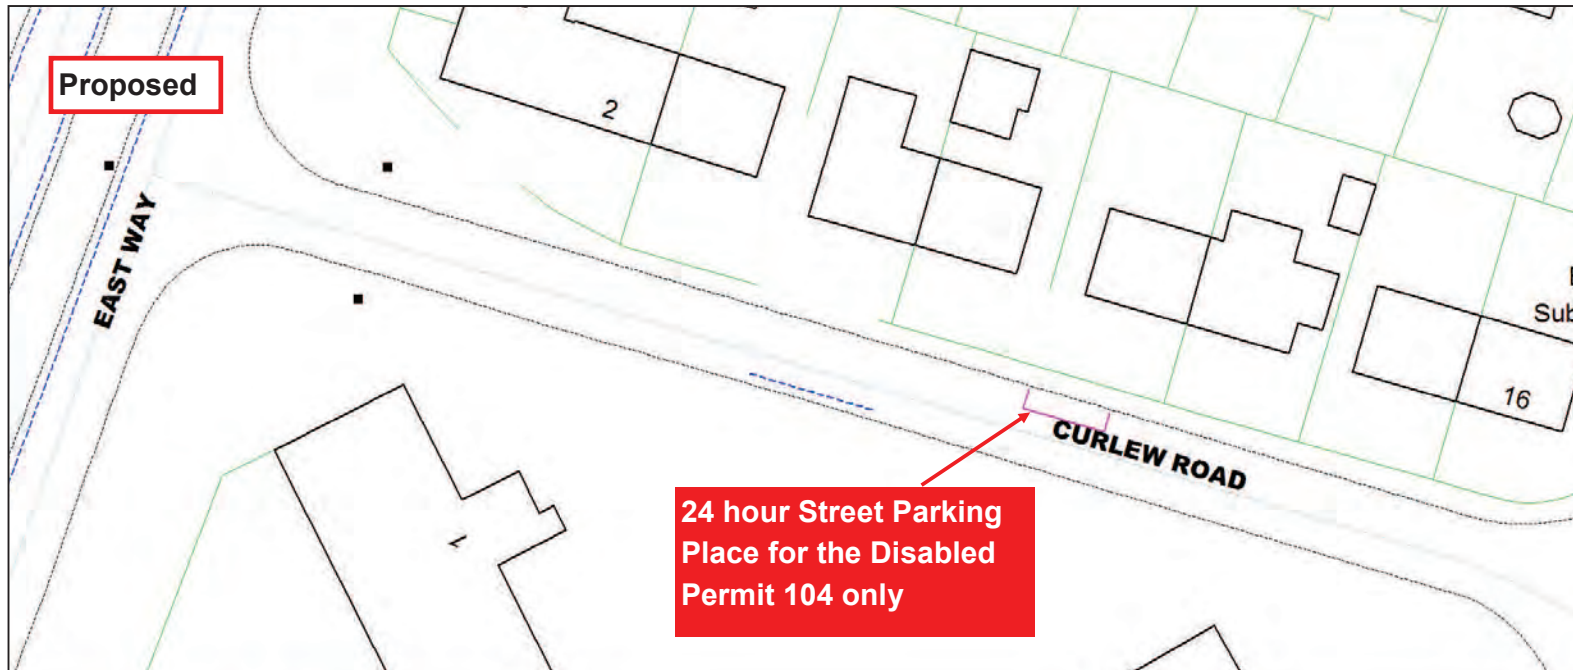 Proposed
2
EAST WAY
Sub
16
CURLEW ROAD
24 hour Street Parking
Place for the Disabled
Permit 104 only